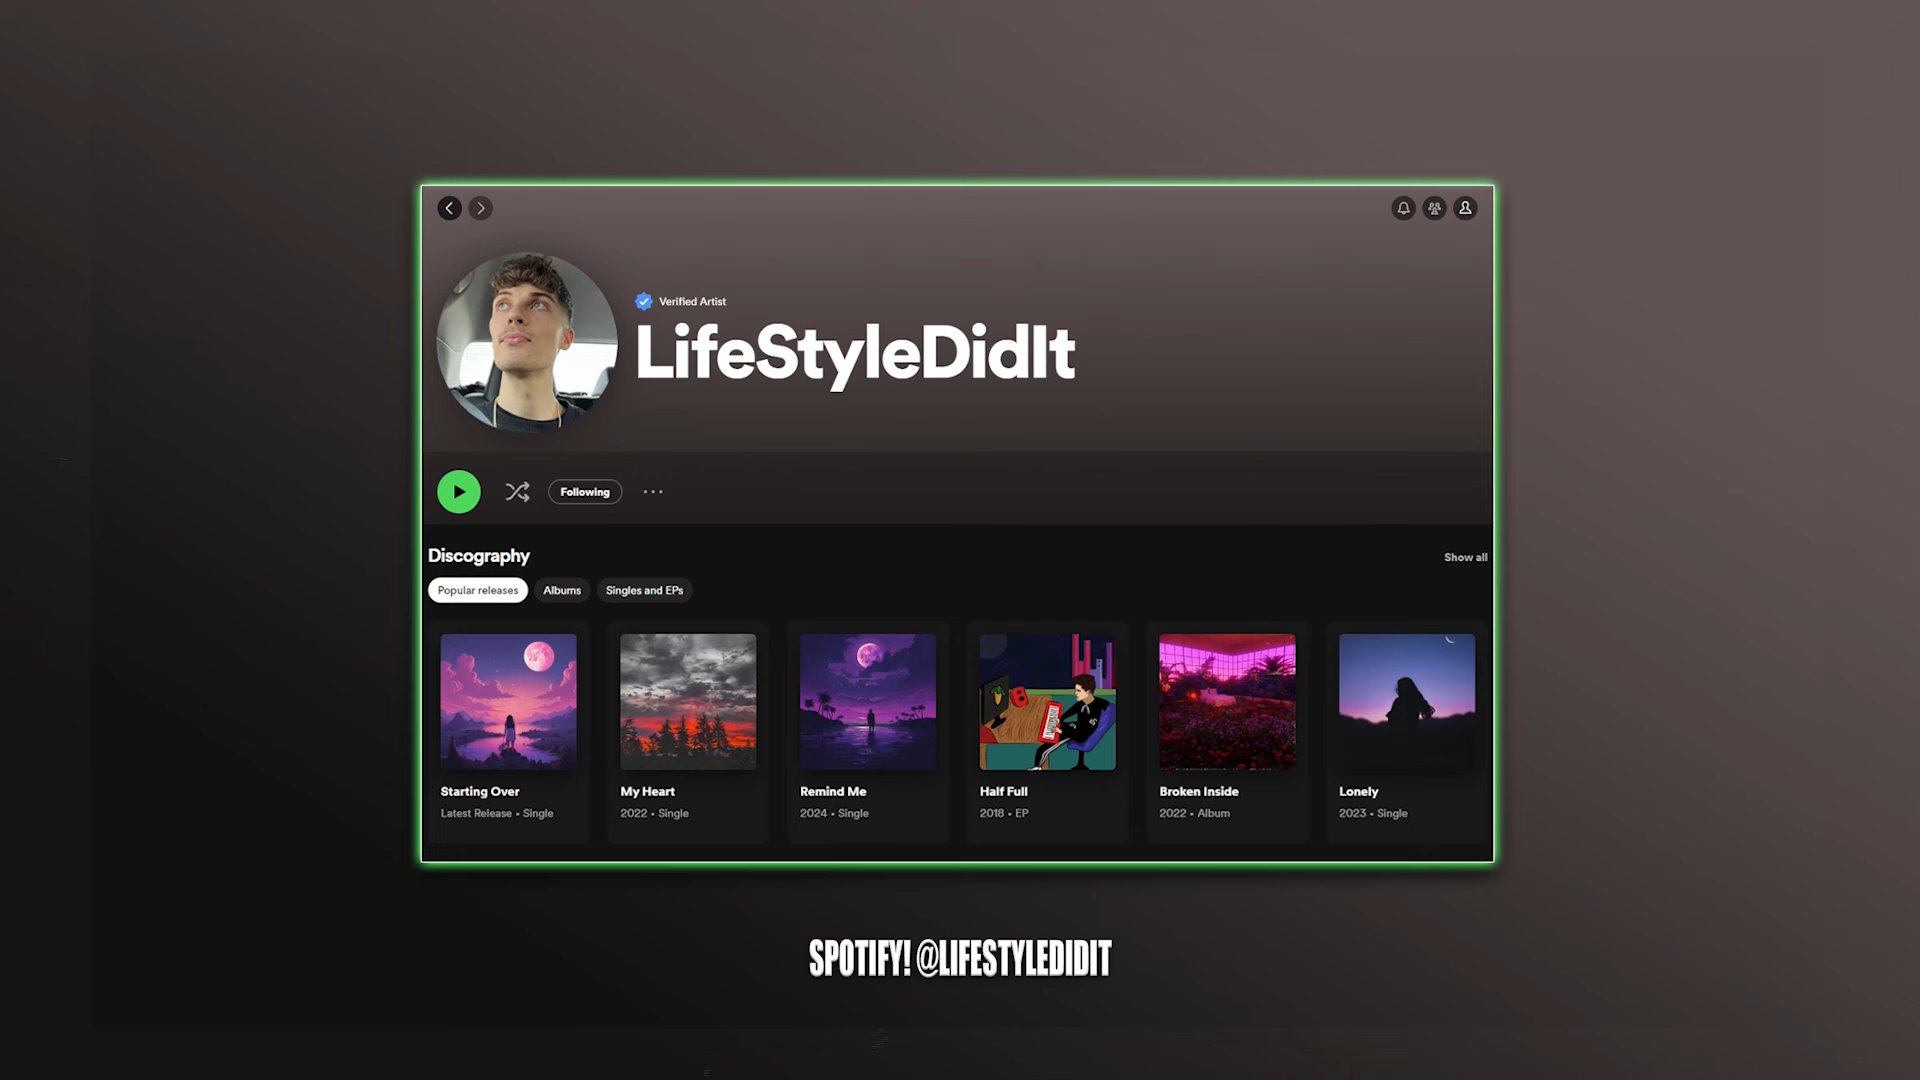 Verified Artist
LifeStyleDidIt
Following
Discography
Show all
Popular releases
Albums
Singles and EPs
Starting Over
Latest Release • Single
My Heart
2022 • Single
Remind Me
2024 • Single
Half Full
2018 • EP
Broken Inside
2022 • Album
Lonely
2023 • Single
SPOTIFY! @LIFESTYLEDIDIT